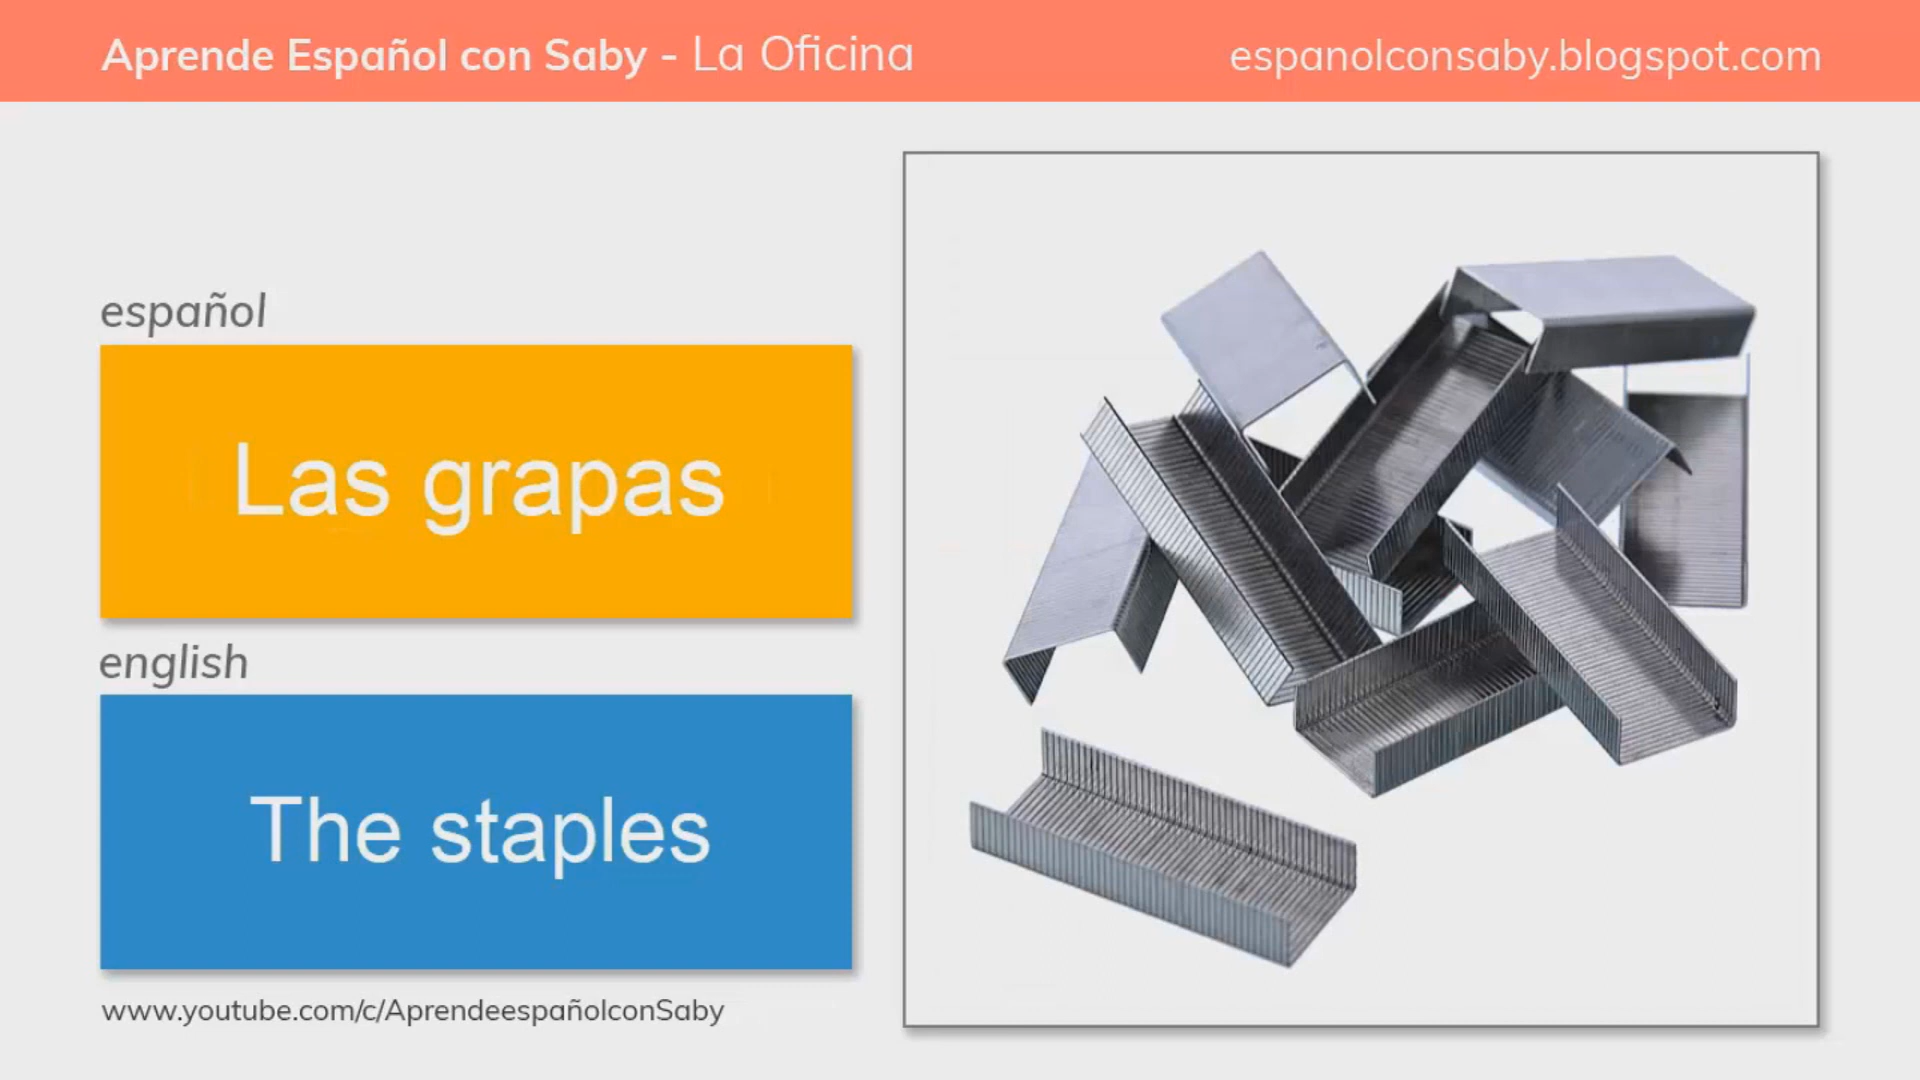 Aprende Español con Saby - La Oficina
espanolconsaby.blogspot.com
español
Las grapas
english
The staples
www.youtube.com/c/AprendeespañolconSaby